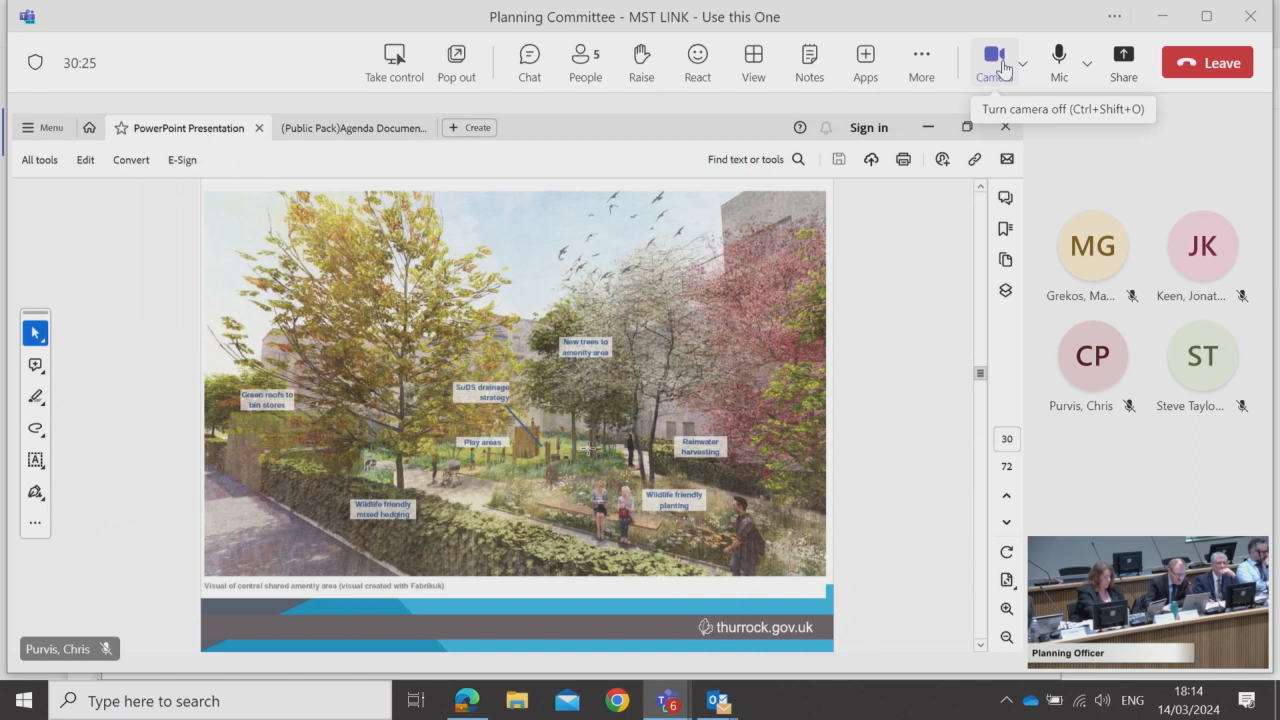 Planning Committee - MST LINK - Use this One
30:25
Take control
Pop out
Chat
5
People
Raise
React
View
Notes
Apps
More
Camera
Mic
Share
Leave
Turn camera off (Ctrl+Shift+O)
Menu
PowerPoint Presentation
(Public Pack)Agenda Documen...
Create
Sign in
All tools
Edit
Convert
E-Sign
Find text or tools
New trees to
amenity area
SuDS drainage
strategy
Green roofs to
bin stores
Play areas
Rainwater
harvesting
Wildlife friendly
mixed hedging
Wildlife friendly
planting
Visual of central shared amentiy area (visual created with Fabrikuk)
thurrock.gov.uk
30
72
MG
Grekos, Ma...
JK
Keen, Jonat...
CP
Purvis, Chris
ST
Steve Taylo...
Planning Officer
Purvis, Chris
Type here to search
6
ENG
18:14
14/03/2024